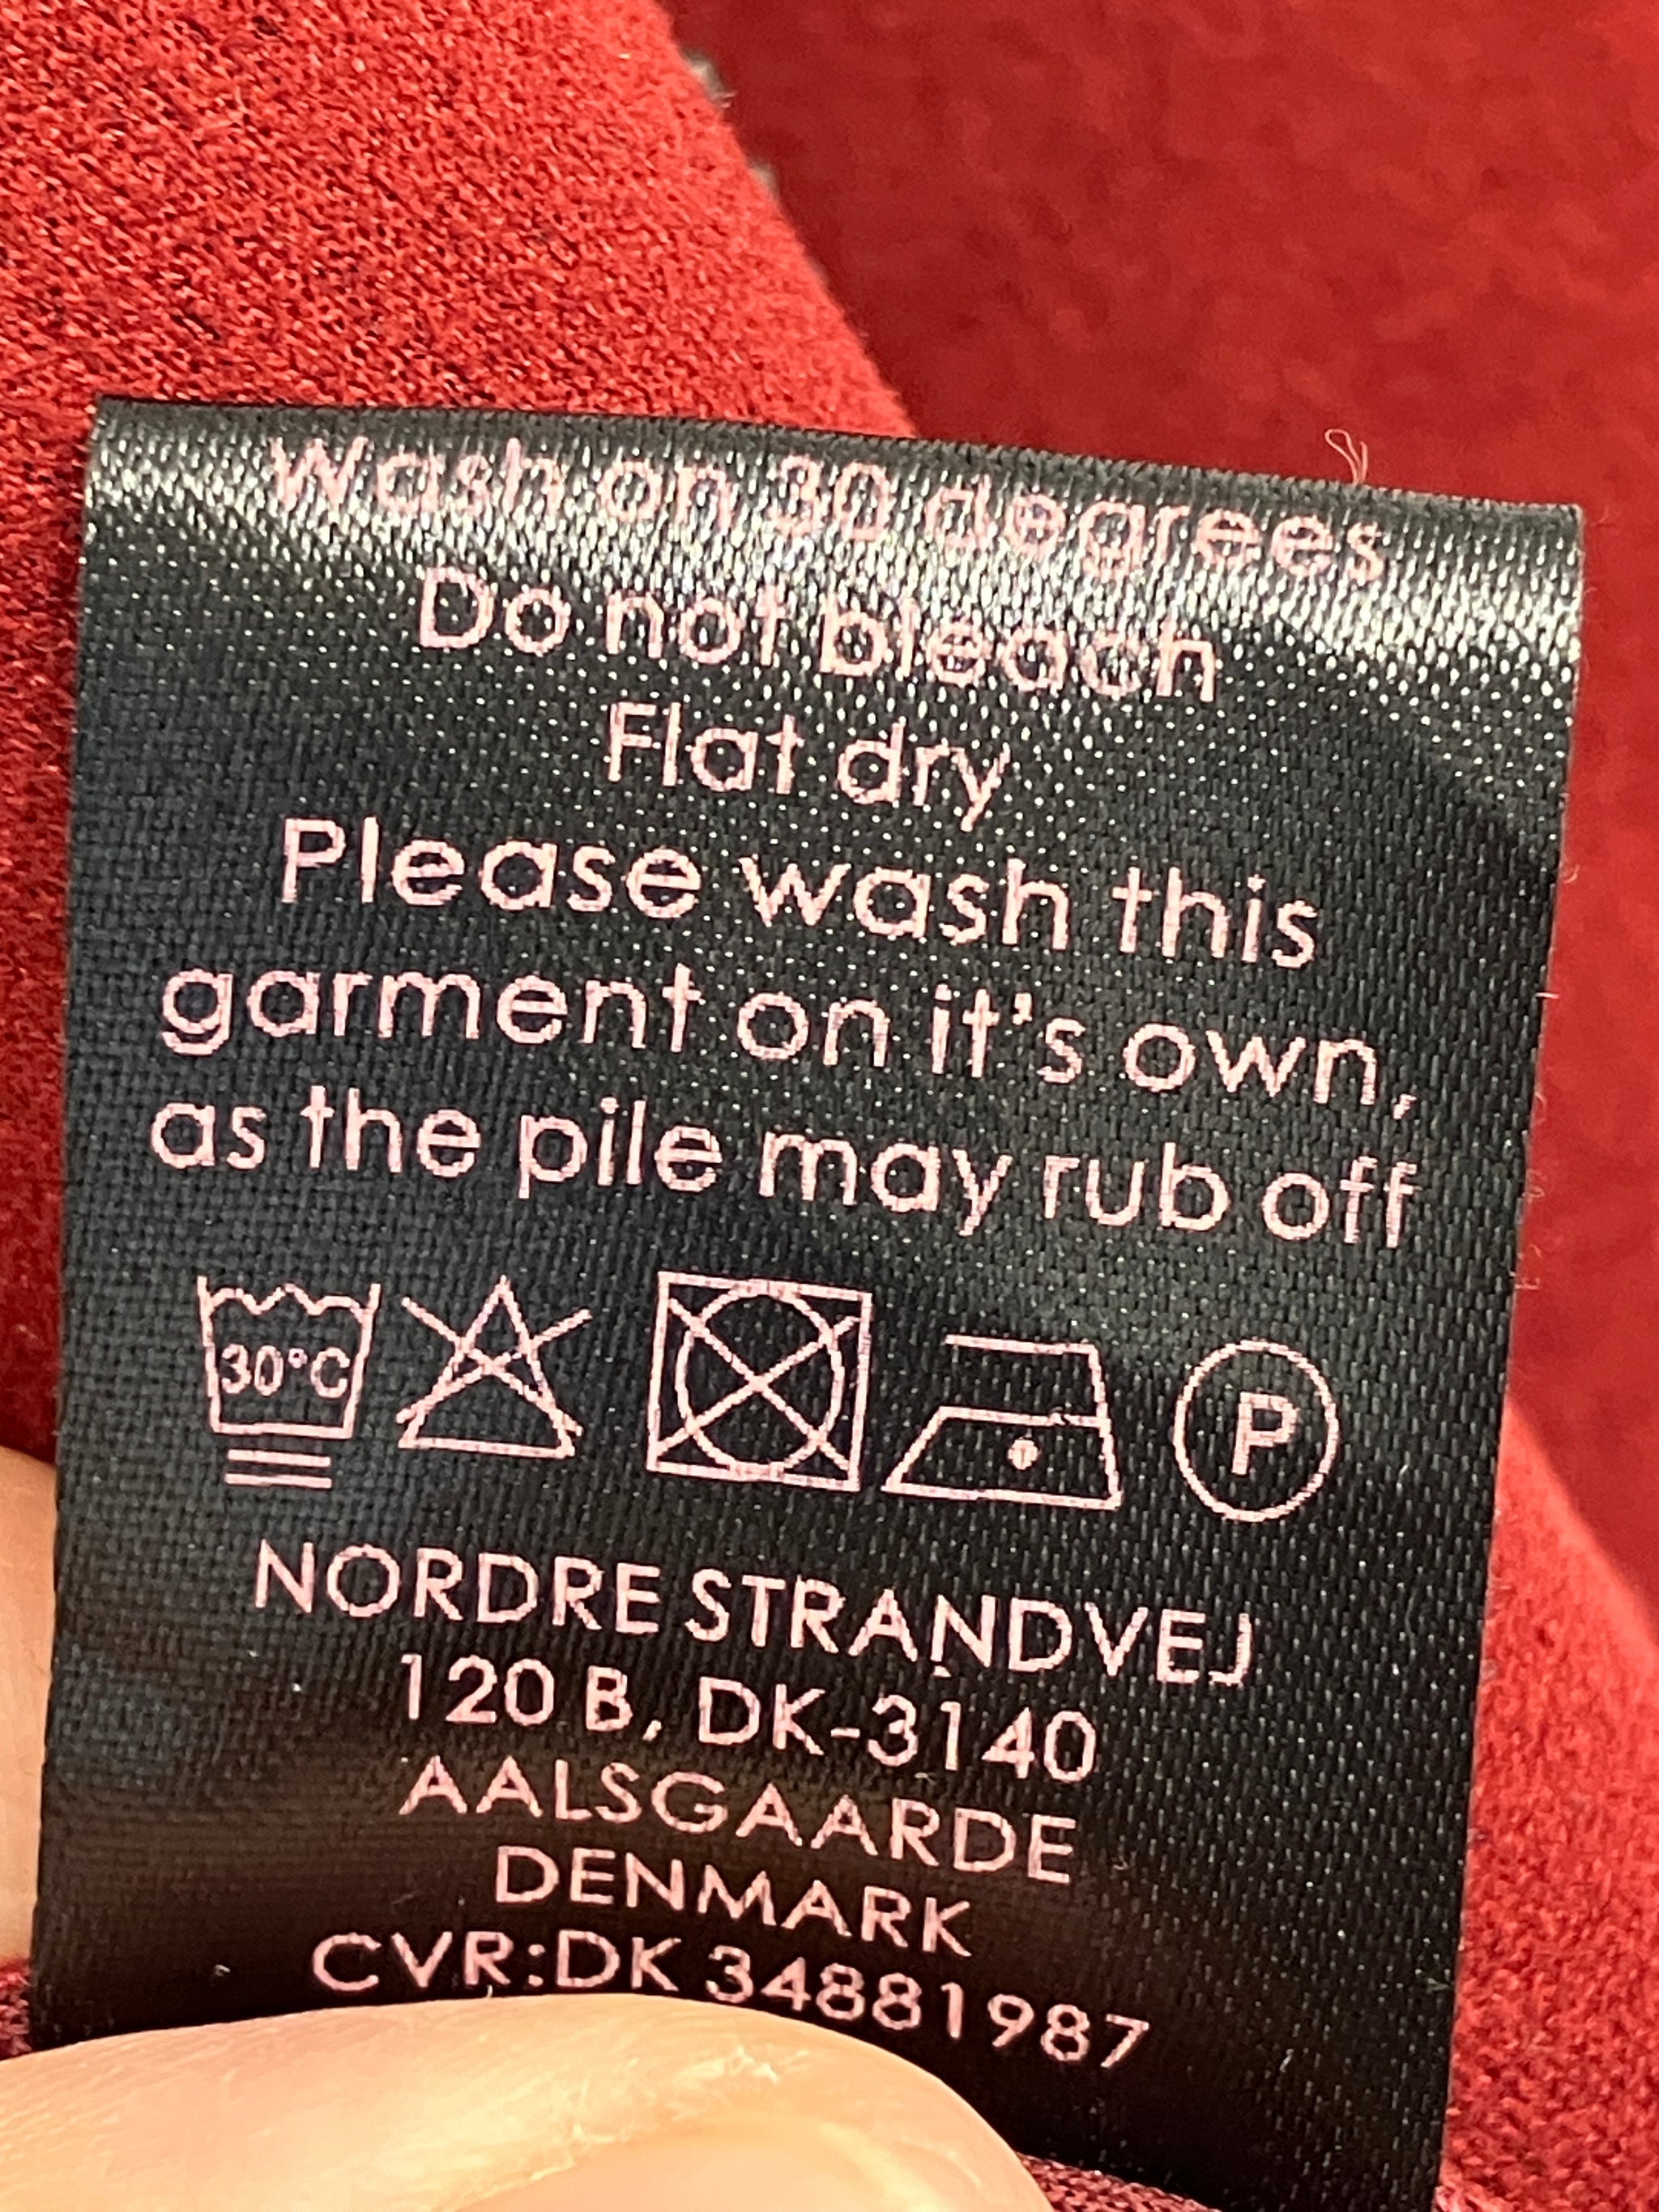 Wash on 30 degrees
Do not bleach
Flat dry
Please wash this
garment on it's own,
as the pile may rub off
30°C
P
NORDRE STRANDVEJ
120 B, DK-3140
AALSGAARDE
DENMARK
CVR:DK 34881987